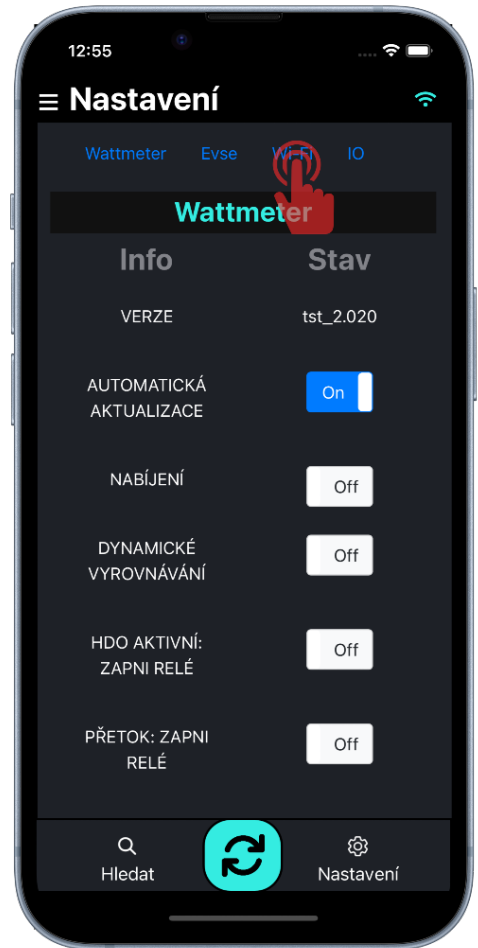 12:55
Nastavení
Wattmeter Evse Wi-Fi IO
Wattmeter
Info Stav
VERZE tst_2.020
AUTOMATICKÁ
AKTUALIZACE
On
NABÍJENÍ Off
DYNAMICKÉ
VYROVNÁVÁNÍ
Off
HDO AKTIVNÍ:
ZAPNI RELÉ
Off
PŘETOK: ZAPNI
RELÉ
Off
Hledat Nastavení